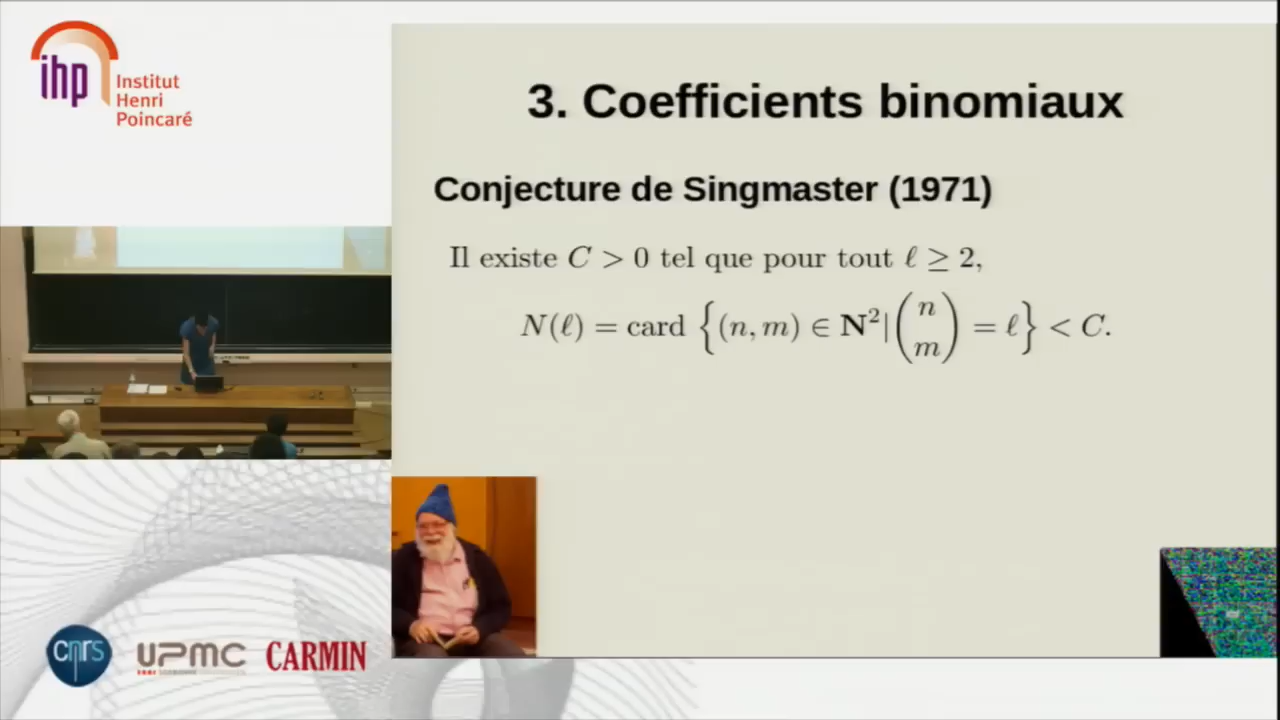 ihp Institut
Henri
Poincaré
3. Coefficients binomiaux
Conjecture de Singmaster (1971)
Il existe C > 0 tel que pour tout ℓ ≥ 2,
N(ℓ) = card {(n, m) ∈ N²| (n m) = ℓ} < C.
cnrs UPMC CARMIN